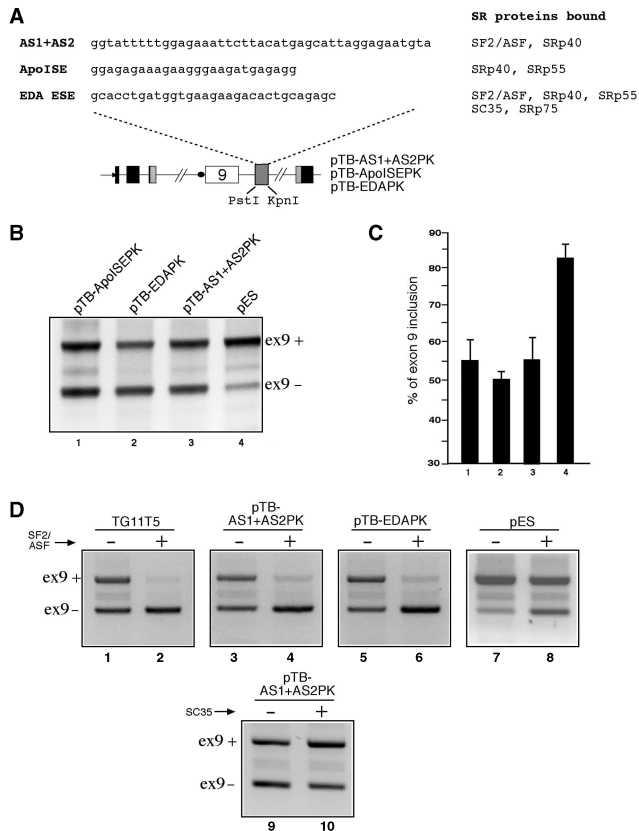 A
SR proteins bound
AS1+AS2 ggtatttttggagaaattcttacatgagcattaggagaatgta SF2/ASF, SRp40
ApoISE ggagagaaagaagggaagatgagagg SRp40, SRp55
EDA ESE gcacctgatggtgaagaagacactgcagagc SF2/ASF, SRp40, SRp55
SC35, SRp75
9
PstI KpnI
pTB-AS1+AS2PK
pTB-ApoISEPK
pTB-EDAPK
B
pTB-ApoISEPK
pTB-EDAPK
pTB-AS1+AS2PK
pES
ex9 +
ex9 –
1 2 3 4
C
% of exon 9 inclusion
90
80
70
60
50
40
30
1 2 3 4
D
TG11T5
pTB-
AS1+AS2PK
pTB-EDAPK
pES
SF2/
ASF
– + – + – + – +
ex9 +
ex9 –
1 2 3 4 5 6 7 8
pTB-
AS1+AS2PK
SC35 – +
ex9 +
ex9 –
9 10